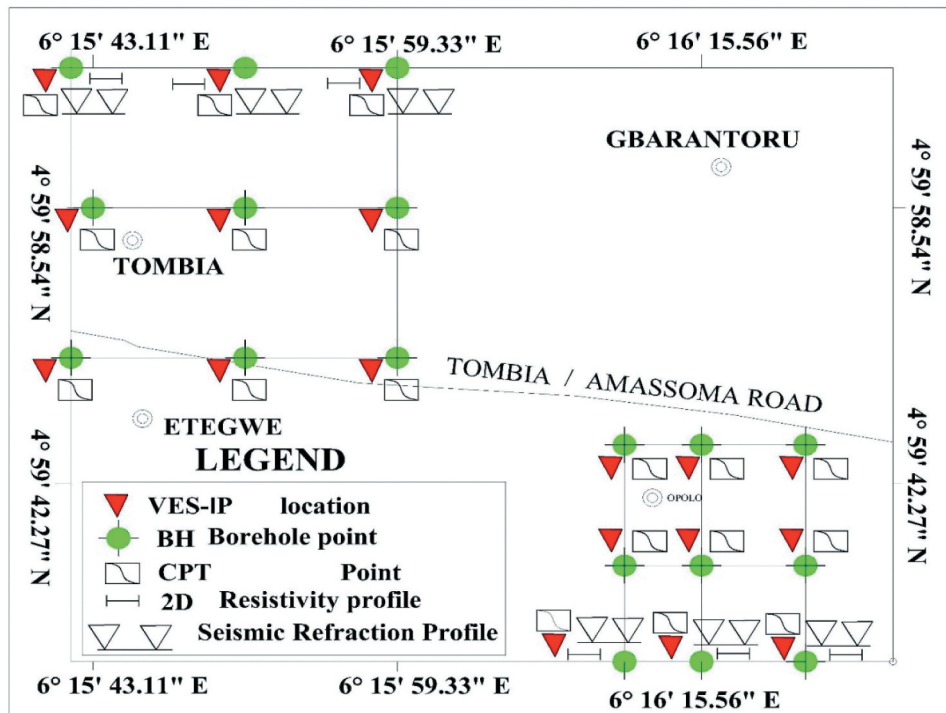 6° 15' 43.11" E
6° 15' 59.33" E
6° 16' 15.56" E
GBARANTORU
4° 59' 58.54" N
4° 59' 58.54" N
TOMBIA
TOMBIA / AMASSOMA ROAD
ETEGWE
4° 59' 42.27" N
4° 59' 42.27" N
OPOLO
LEGEND
VES-IP location
BH Borehole point
CPT Point
2D Resistivity profile
Seismic Refraction Profile
6° 15' 43.11" E
6° 15' 59.33" E
6° 16' 15.56" E